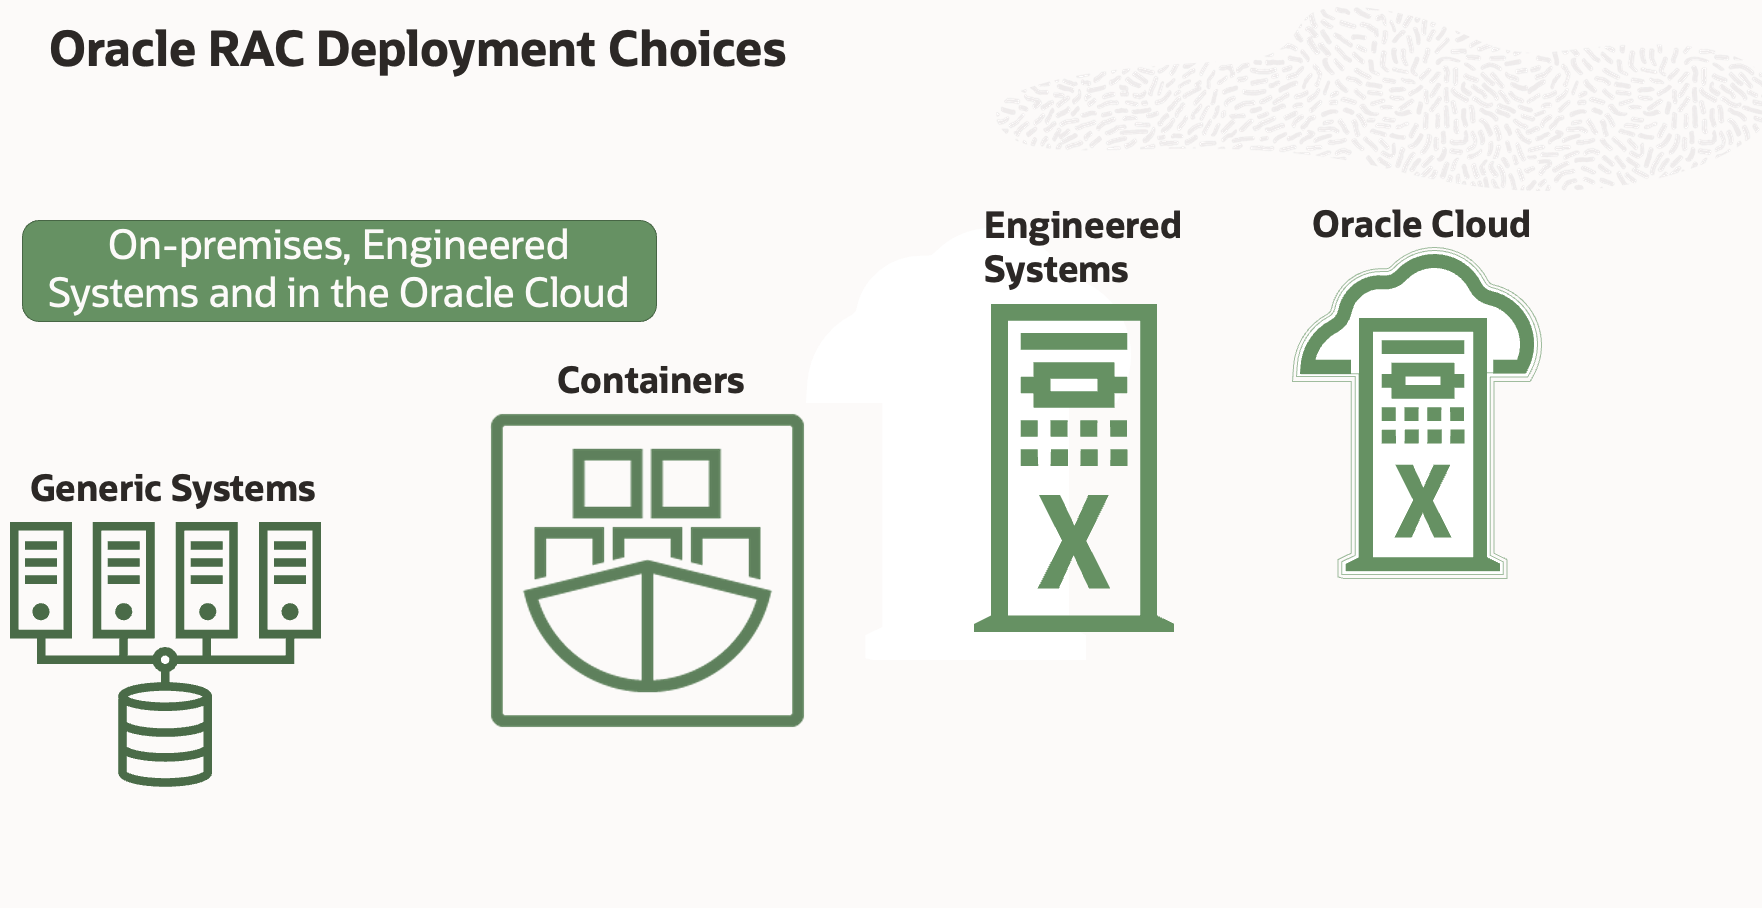 Oracle RAC Deployment Choices
On-premises, Engineered
Systems and in the Oracle Cloud
Generic Systems
Containers
Engineered
Systems
X
Oracle Cloud
X